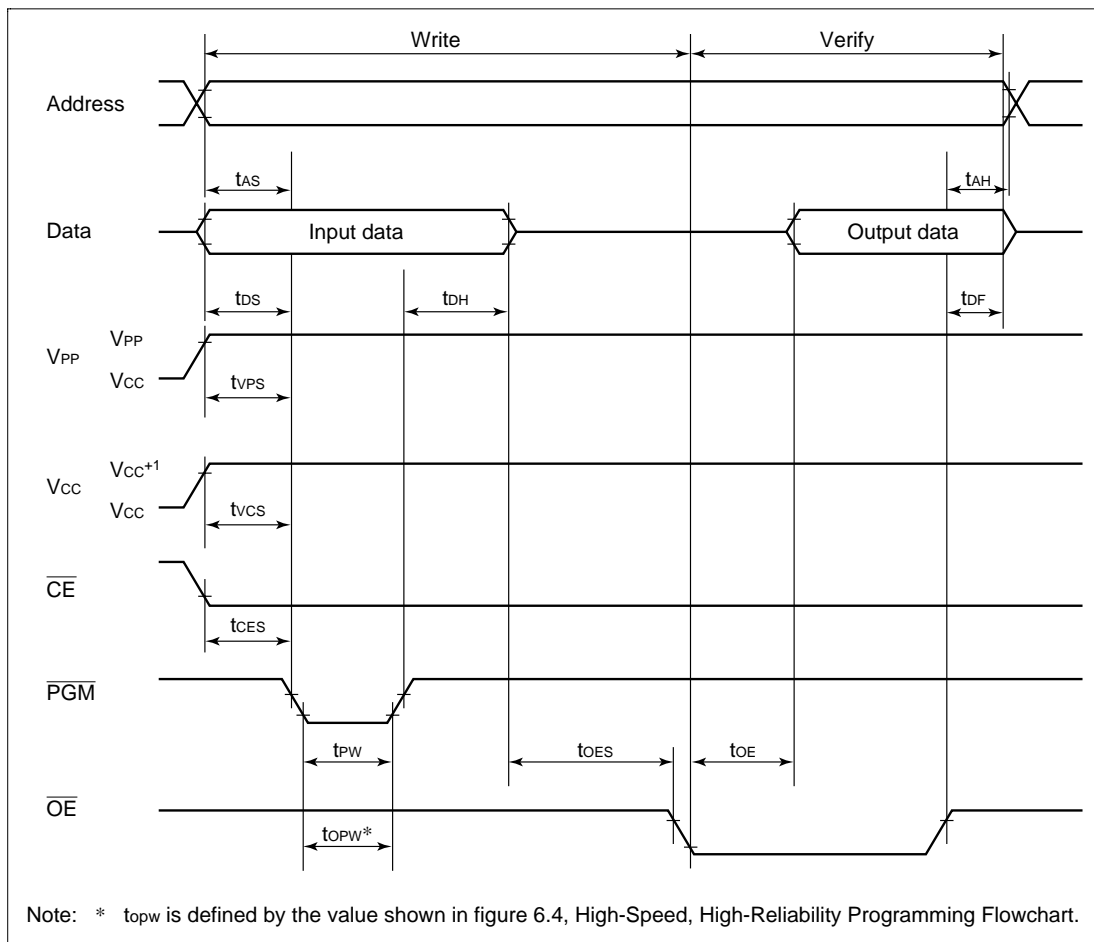 Write Verify
Address
tAS tAH
Data Input data Output data
tDS tDH tDF
VPP VPP
VCC
tVPS
VCC VCC+1
VCC
tVCS
CE
tCES
PGM
tPW tOES tOE
OE
tOPW*
Note: * topw is defined by the value shown in figure 6.4, High-Speed, High-Reliability Programming Flowchart.